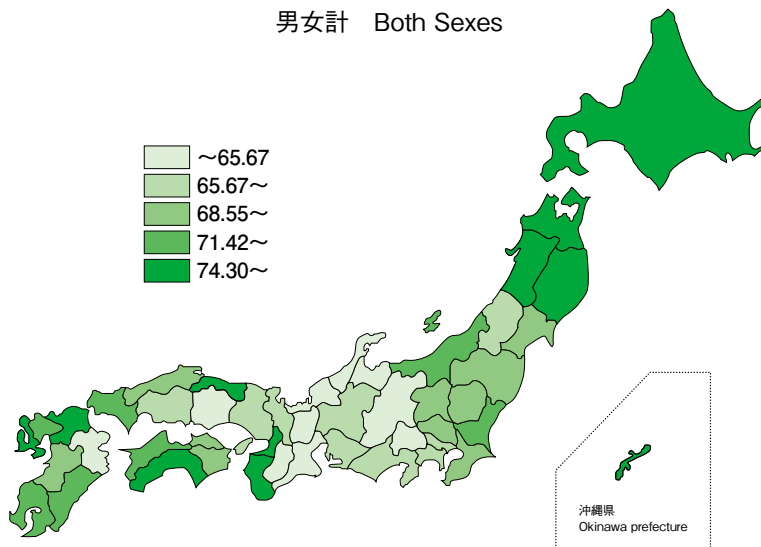 男女計 Both Sexes
～65.67
65.67～
68.55～
71.42～
74.30～
沖縄県
Okinawa prefecture